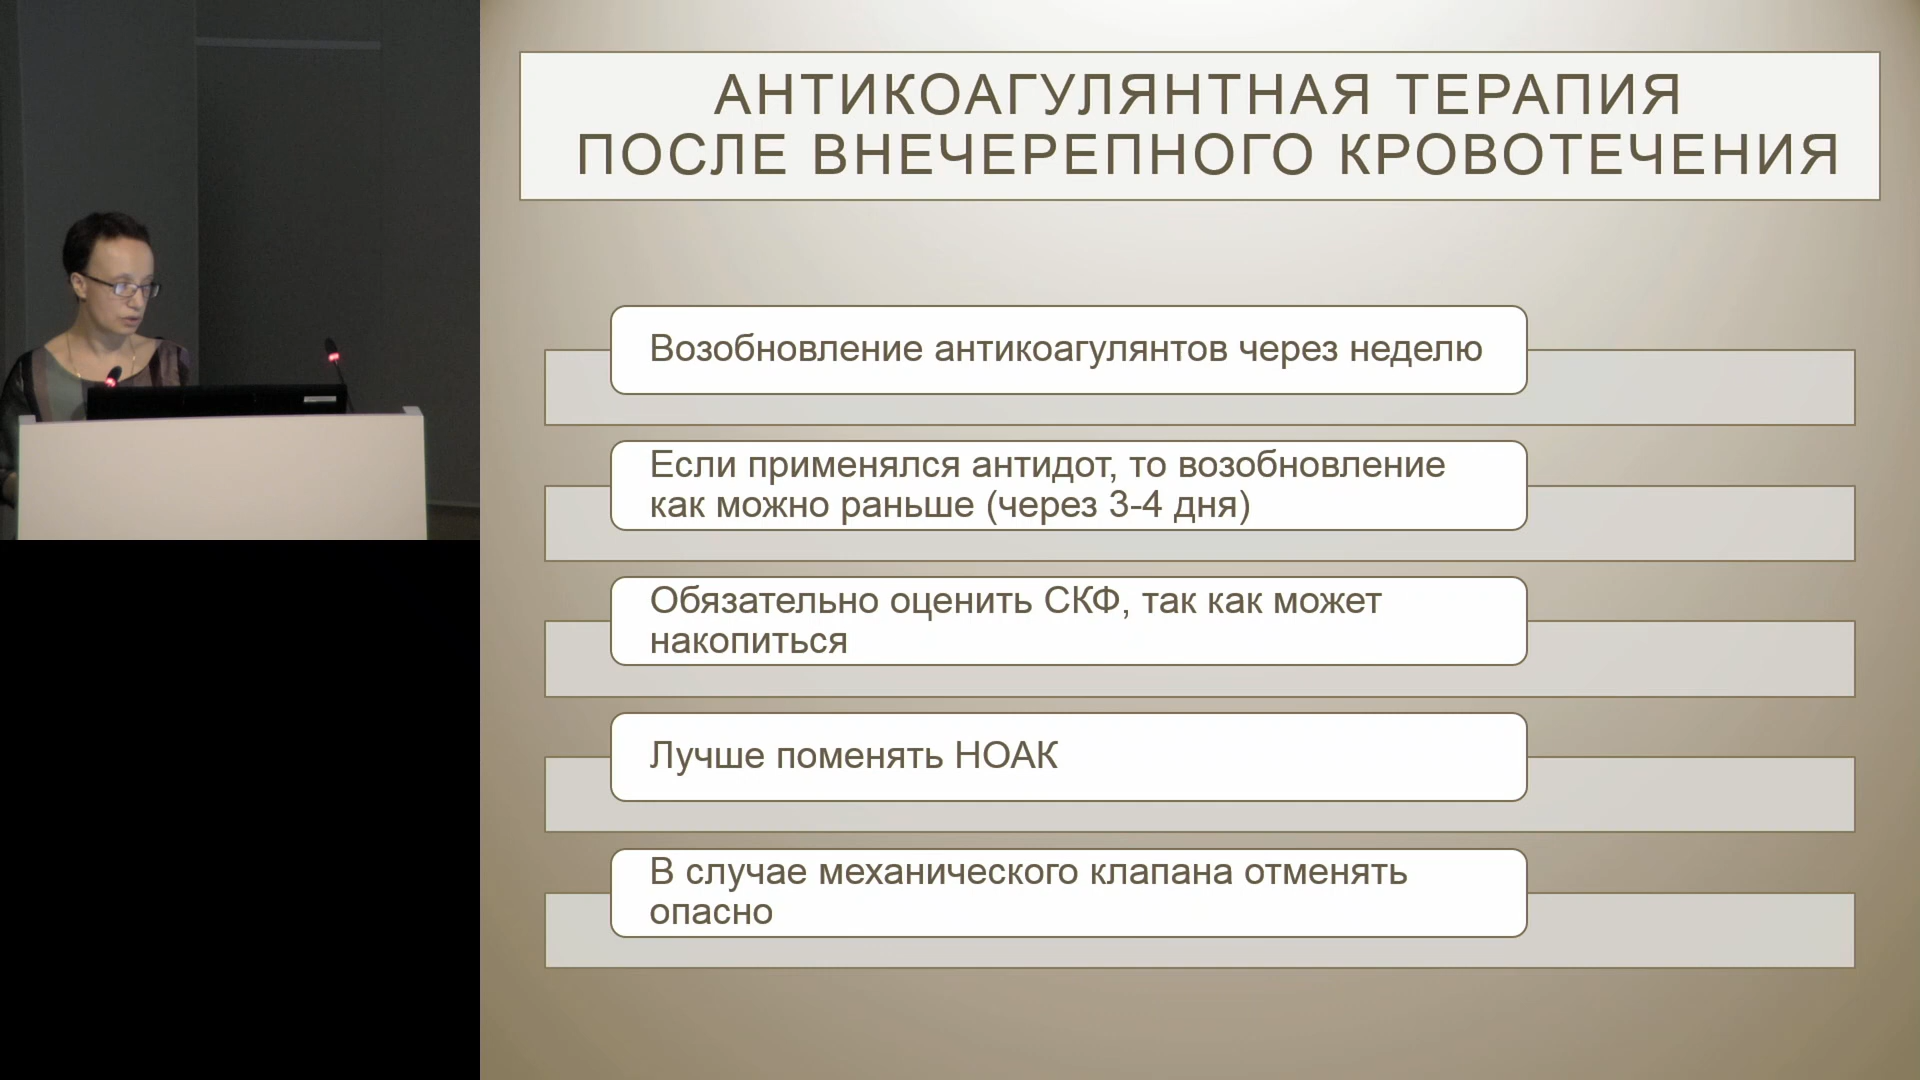 АНТИКОАГУЛЯНТНАЯ ТЕРАПИЯ
ПОСЛЕ ВНЕЧЕРЕПНОГО КРОВОТЕЧЕНИЯ
Возобновление антикоагулянтов через неделю
Если применялся антидот, то возобновление
как можно раньше (через 3-4 дня)
Обязательно оценить СКФ, так как может
накопиться
Лучше поменять НОАК
В случае механического клапана отменять
опасно